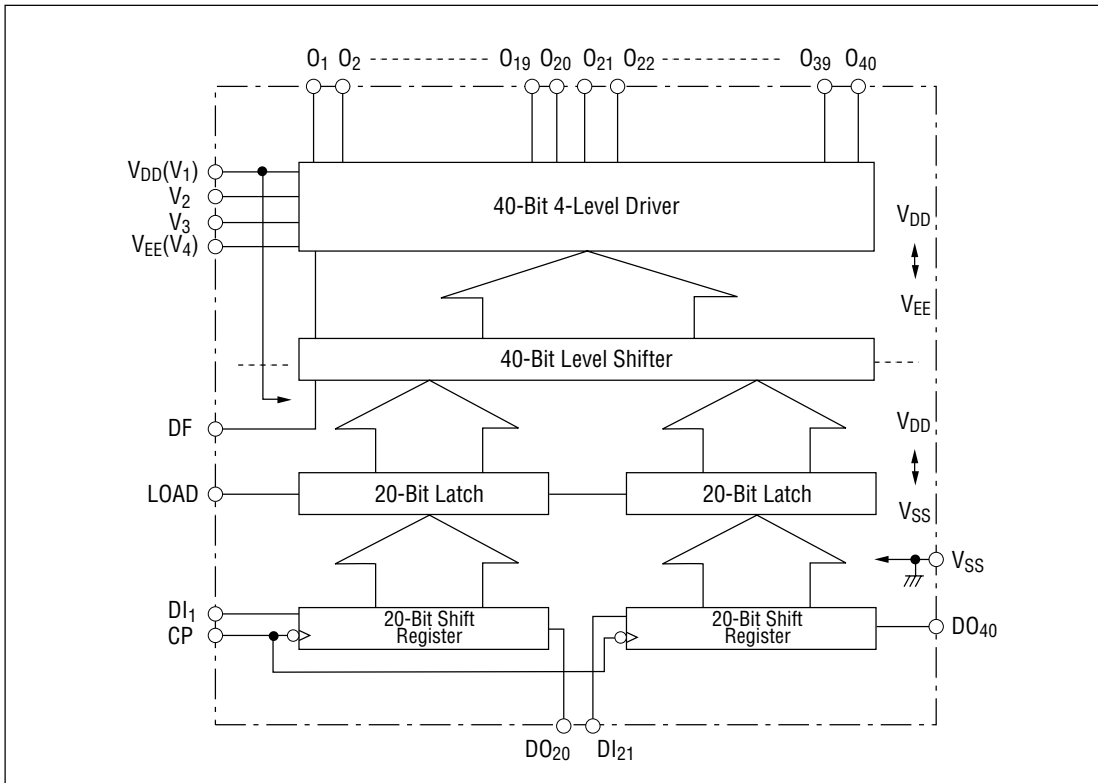 O1 O2 O19 O20 O21 O22 O39 O40
VDD(V1)
V2
V3
VEE(V4)
40-Bit 4-Level Driver
VDD
VEE
40-Bit Level Shifter
DF
VDD
LOAD
20-Bit Latch
20-Bit Latch
VSS
VSS
DI1
CP
20-Bit Shift
Register
20-Bit Shift
Register
DO40
DO20
DI21